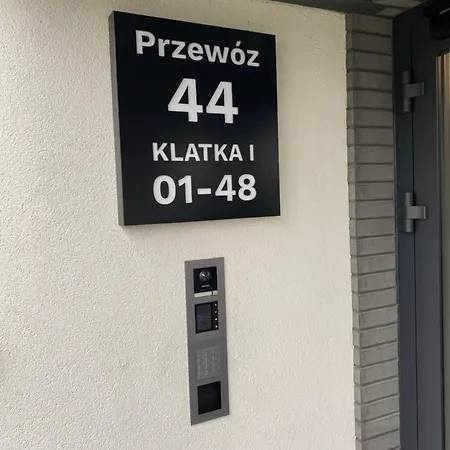 Przewóz
44
KLATKA I
01-48